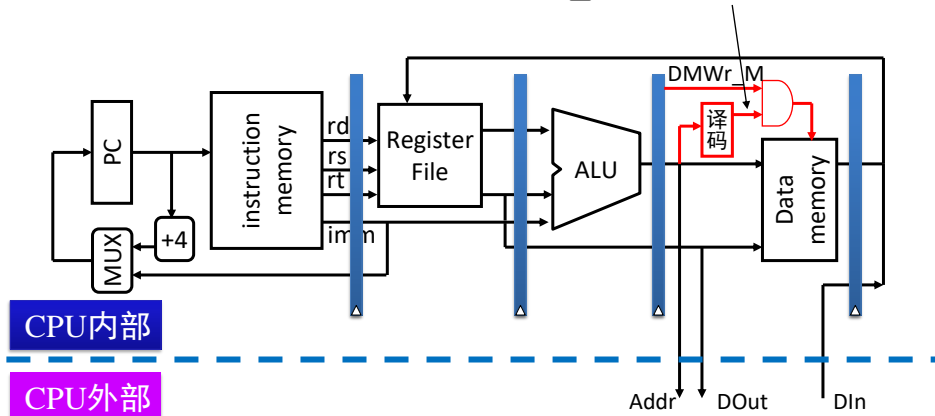 DMWr_M
PC
instruction
memory
rd
rs
rt
imm
Register
File
ALU
译
码
Data
memory
+4
MUX
CPU内部
CPU外部
Addr
DOut
DIn